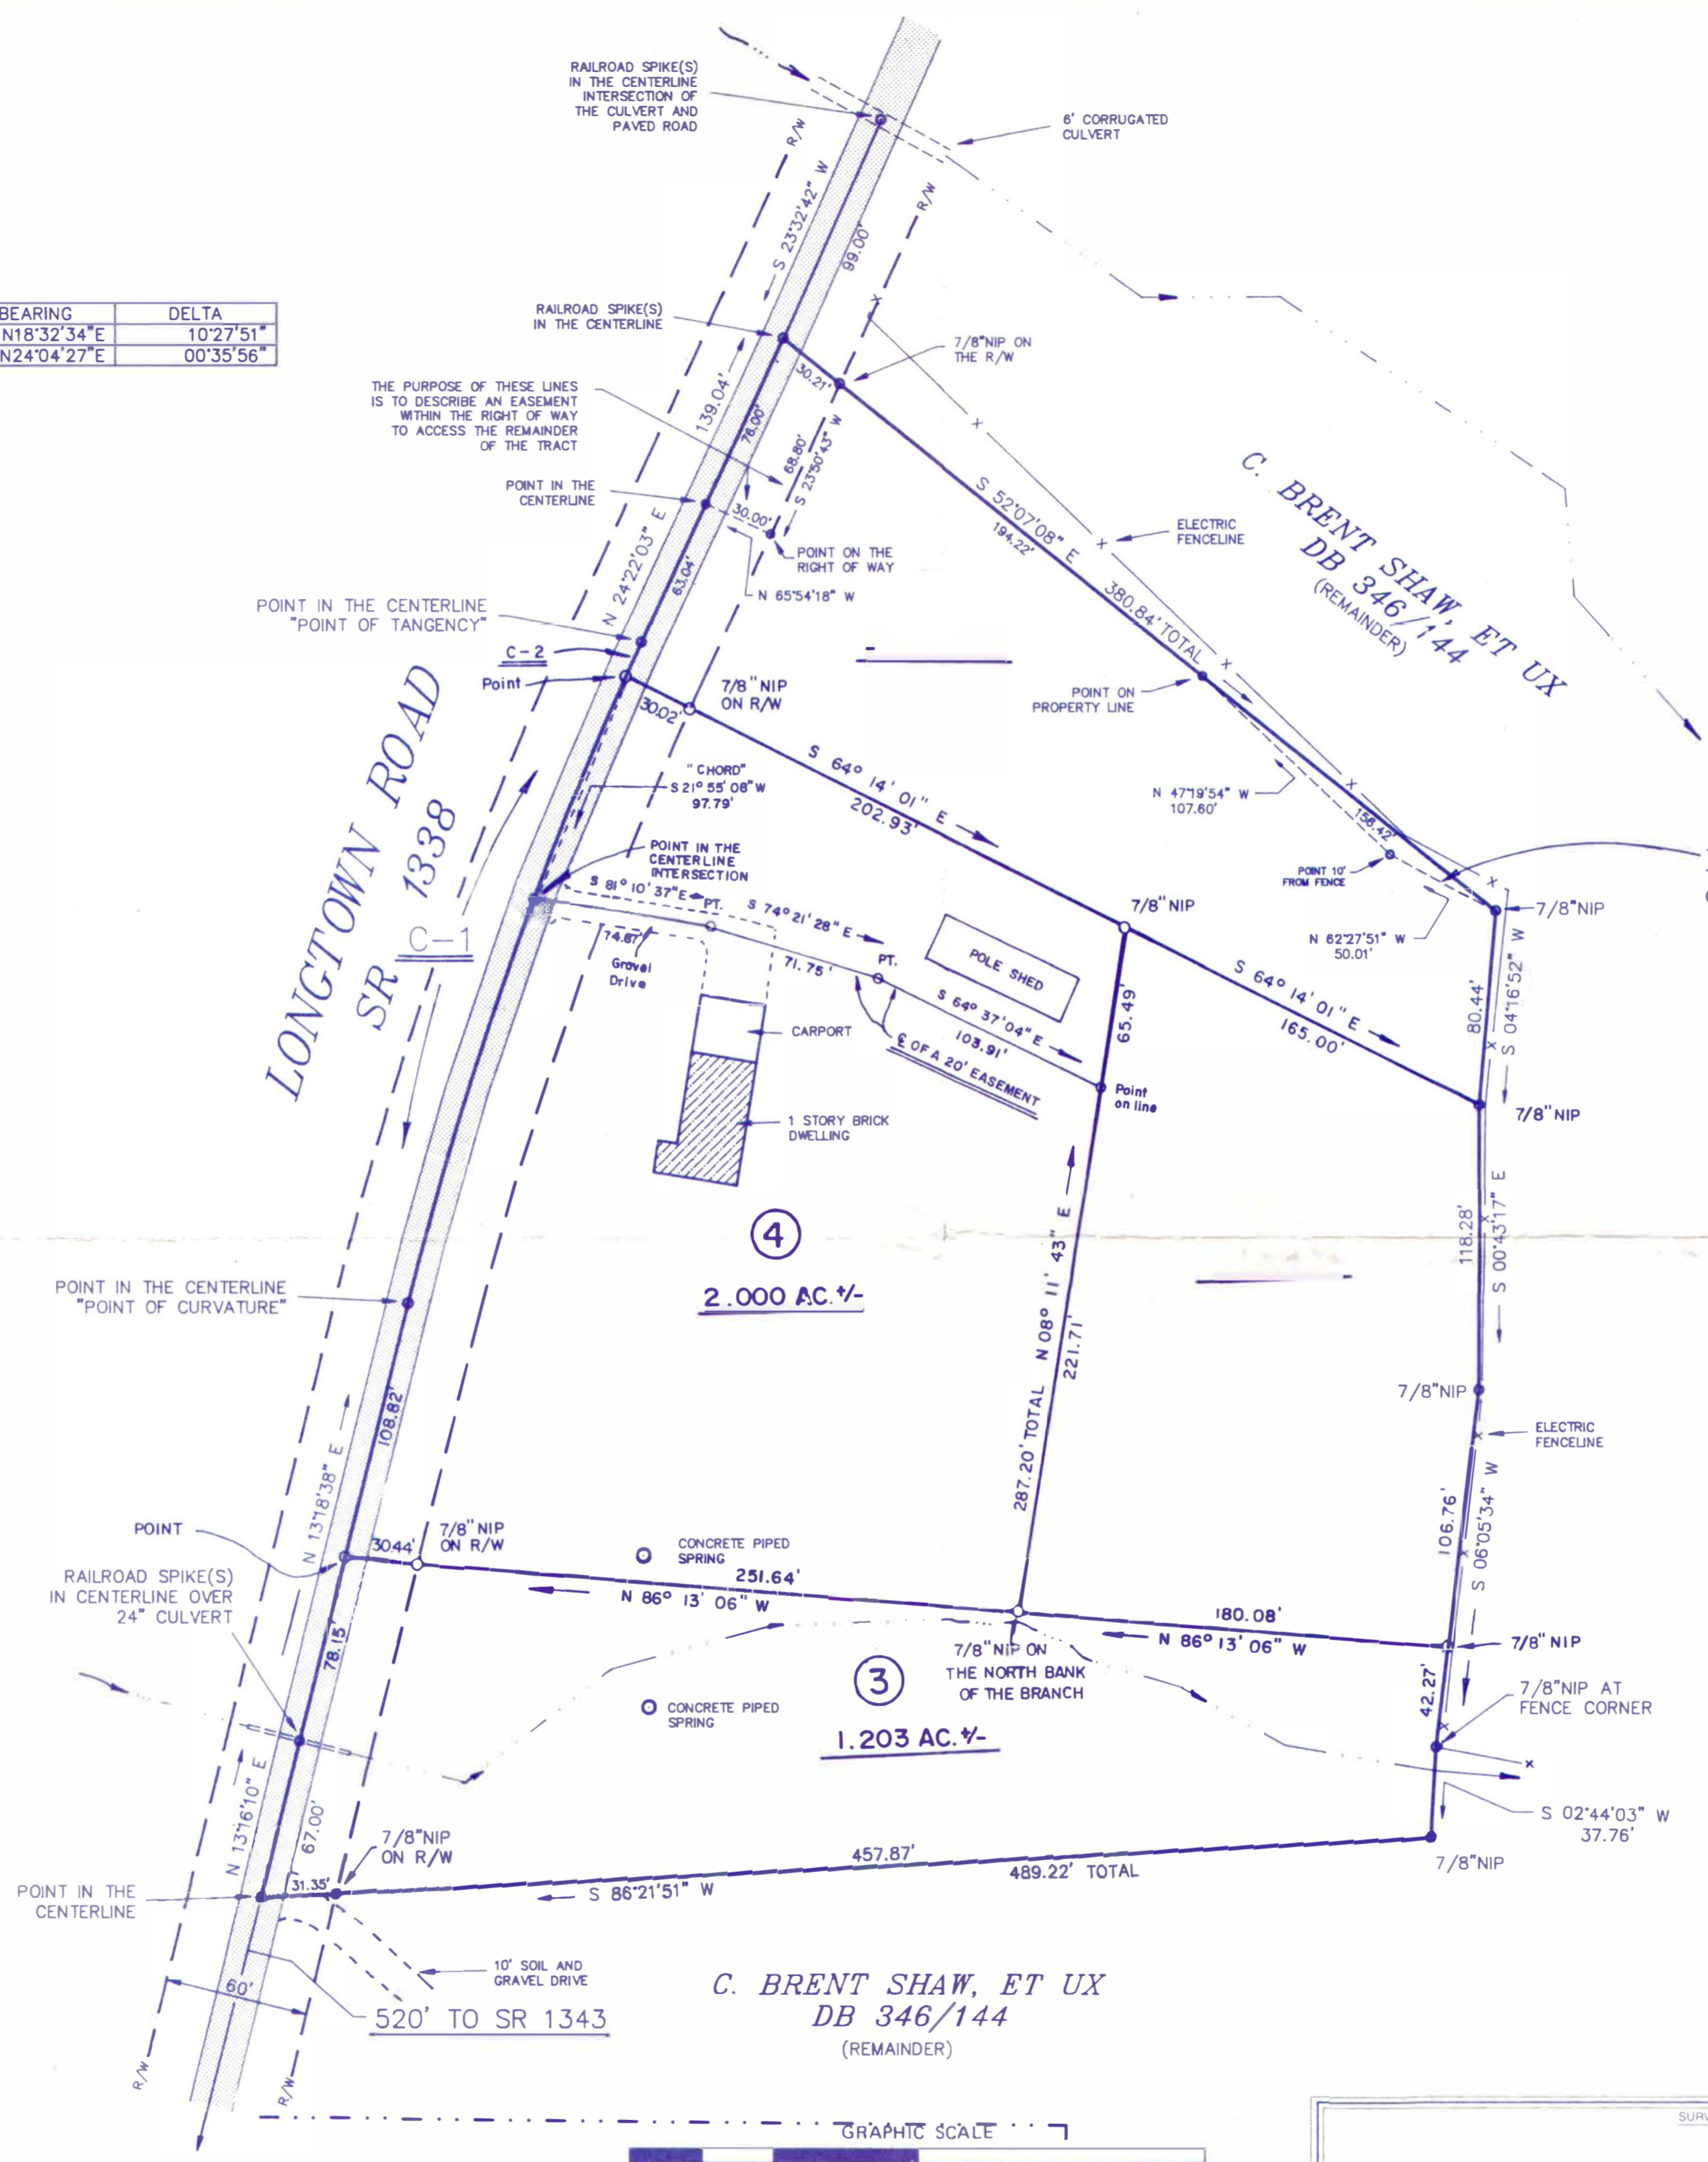 RAILROAD SPIKE(S)
IN THE CENTERLINE
INTERSECTION OF
THE CULVERT AND
PAVED ROAD
R/W
6' CORRUGATED
CULVERT
S 23°32'42" W
99.00'
R/W
BEARING DELTA
N18°32'34"E 10°27'51"
N24°04'27"E 00°35'56"
RAILROAD SPIKE(S)
IN THE CENTERLINE
7/8"NIP ON
THE R/W
30.21'
139.04'
76.00'
THE PURPOSE OF THESE LINES
IS TO DESCRIBE AN EASEMENT
WITHIN THE RIGHT OF WAY
TO ACCESS THE REMAINDER
OF THE TRACT
68.80'
S 23°50'43" W
POINT IN THE
CENTERLINE
30.00'
POINT ON THE
RIGHT OF WAY
N 65°54'18" W
S 52°07'08" E
194.22'
380.84' TOTAL
ELECTRIC
FENCELINE
C. BRENT SHAW, ET UX
DB 346/144
(REMAINDER)
N 24°22'03" E
63.04'
POINT IN THE CENTERLINE
"POINT OF TANGENCY"
C-2
Point
30.02'
7/8"NIP
ON R/W
POINT ON
PROPERTY LINE
LONGTOWN ROAD
SR 1338
"CHORD"
S 21° 55' 08" W
97.79'
S 64° 14' 01" E
202.93'
N 47°19'54" W
107.60'
156.42'
POINT 10'
FROM FENCE
POINT IN THE
CENTERLINE
INTERSECTION
S 81° 10' 37"E
PT.
S 74° 21' 28" E
7/8"NIP
7/8"NIP
C-1
74.67'
Gravel
Drive
71.75'
PT.
POLE SHED
N 62°27'51" W
50.01'
S 04°16'52" W
80.44'
S 64° 37' 04" E
103.91'
65.49'
S 64° 14' 01" E
165.00'
CARPORT
℄ OF A 20' EASEMENT
Point
on line
7/8"NIP
1 STORY BRICK
DWELLING
4
2.000 AC.+/-
118.28'
S 00°43'17" E
POINT IN THE CENTERLINE
"POINT OF CURVATURE"
287.20' TOTAL N 08° 11' 43" E
221.71'
7/8"NIP
108.82'
N 13°18'38" E
ELECTRIC
FENCELINE
106.76'
S 06°05'34" W
POINT
30.44'
7/8"NIP
ON R/W
CONCRETE PIPED
SPRING
251.64'
N 86° 13' 06" W
RAILROAD SPIKE(S)
IN CENTERLINE OVER
24" CULVERT
78.15'
180.08'
N 86° 13' 06" W
7/8"NIP
7/8"NIP ON
THE NORTH BANK
OF THE BRANCH
3
1.203 AC.+/-
CONCRETE PIPED
SPRING
42.27'
7/8"NIP AT
FENCE CORNER
N 13°16'10" E
67.00'
S 02°44'03" W
37.76'
7/8"NIP
ON R/W
457.87'
489.22' TOTAL
7/8"NIP
POINT IN THE
CENTERLINE
31.35'
S 86°21'51" W
10' SOIL AND
GRAVEL DRIVE
60'
520' TO SR 1343
C. BRENT SHAW, ET UX
DB 346/144
(REMAINDER)
R/W
R/W
GRAPHIC SCALE